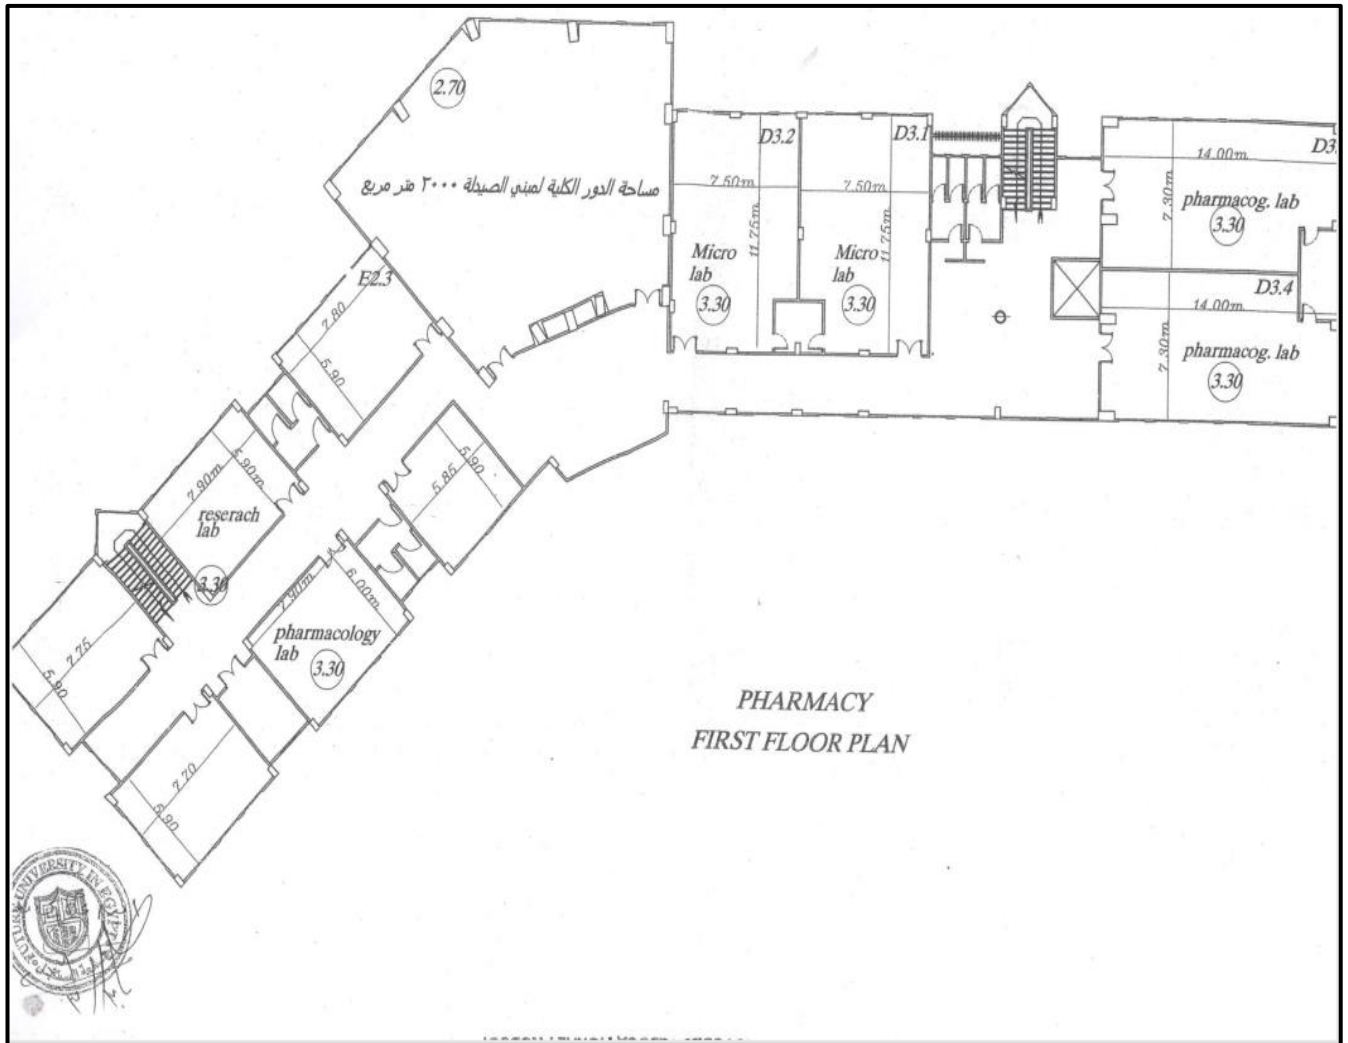 2.70
مساحة الدور الكلية لمبني الصيدلة ٢٠٠٠ متر مربع
D3.2
D3.1
7.50m
7.50m
11.75m
11.75m
Micro
lab
3.30
Micro
lab
3.30
D3.
14.00m
7.30m
pharmacog. lab
3.30
D3.4
14.00m
7.30m
pharmacog. lab
3.30
E2.3
7.80
5.90
5.90
5.85
7.90m
5.90m
reserach
lab
3.30
7.90m
6.00m
pharmacology
lab
3.30
7.75
5.90
7.70
5.90
PHARMACY
FIRST FLOOR PLAN
FUTURE UNIVERSITY IN EGYPT